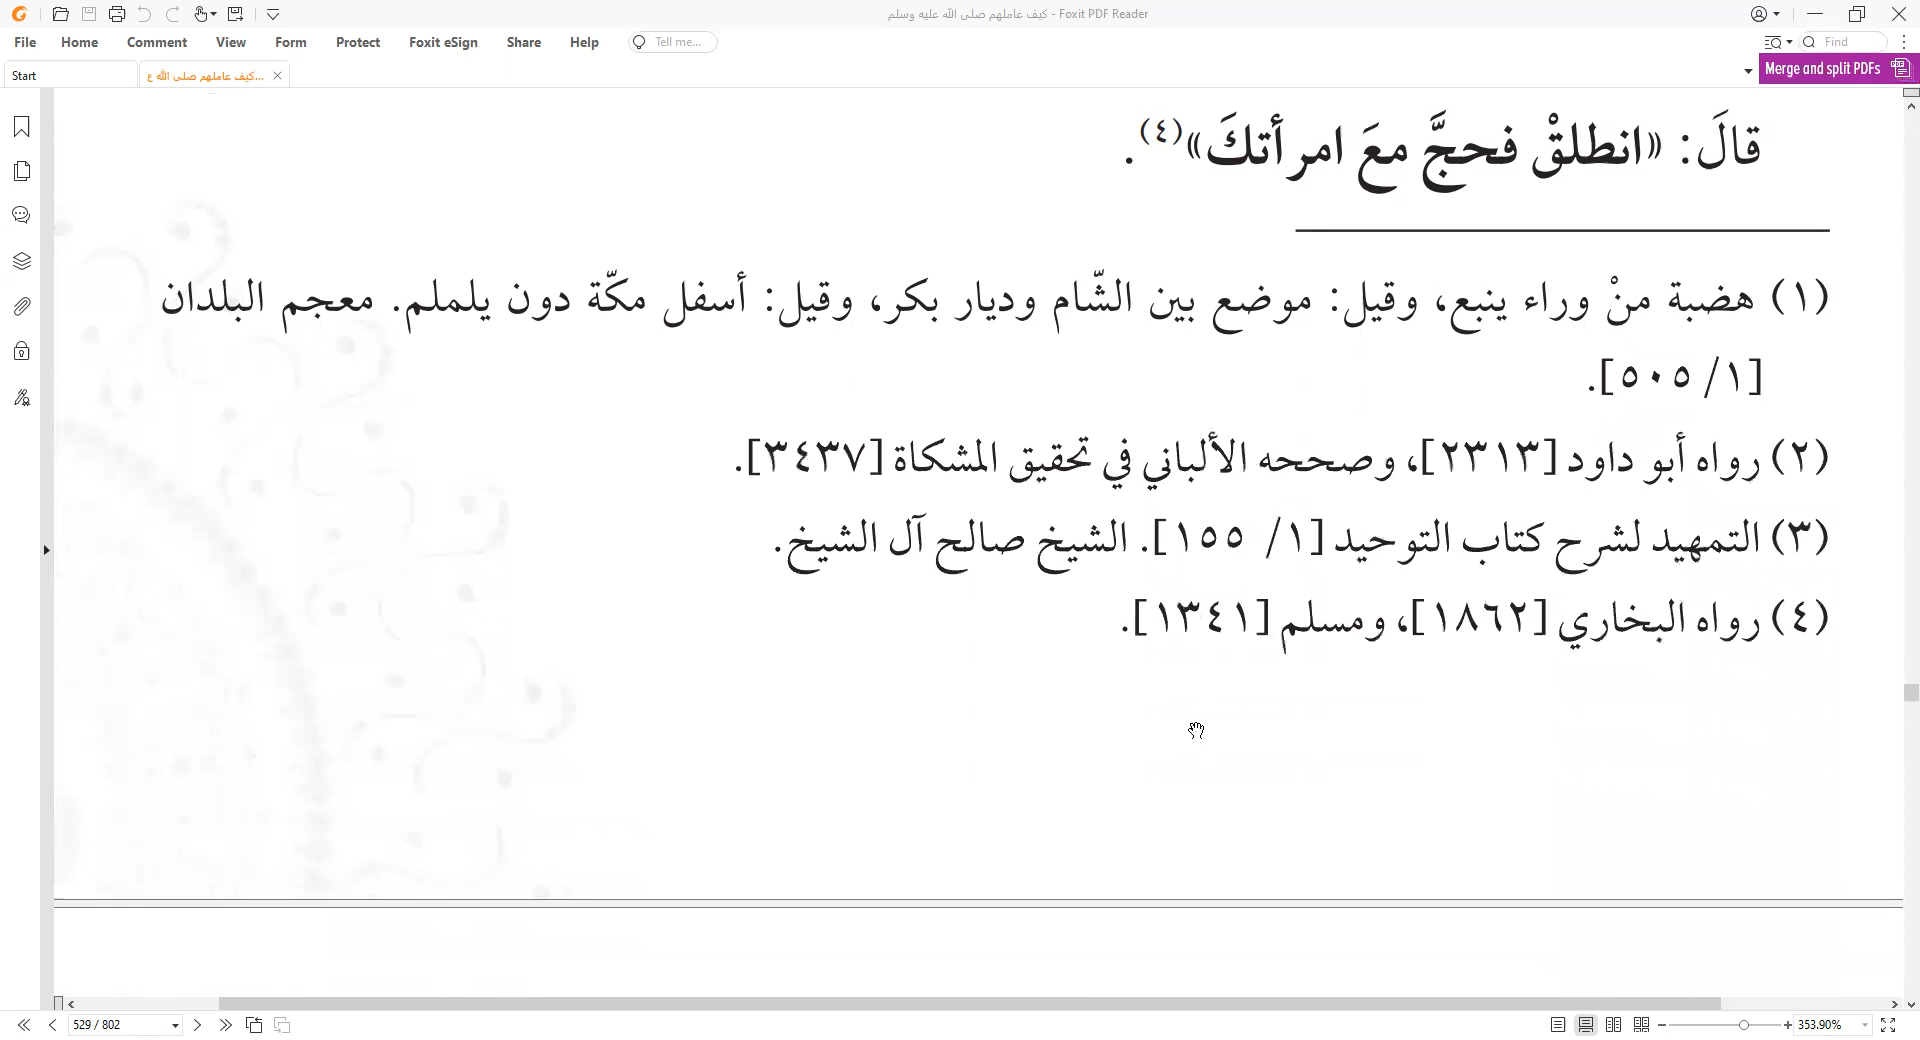 كيف عاملهم صلى الله عليه وسلم - Foxit PDF Reader
File Home Comment View Form Protect Foxit eSign Share Help Tell me... Find
Start
كيف عاملهم صلى الله ع...
Merge and split PDFs
قالَ: «انطلقْ فحجَّ معَ امرأتكَ»(٤).
(١) هضبة منْ وراء ينبع، وقيل: موضع بين الشّام وديار بكر، وقيل: أسفل مكّة دون يلملم. معجم البلدان
[١/ ٥٠٥].
(٢) رواه أبو داود [٢٣١٣]، وصححه الألباني في تحقيق المشكاة [٣٤٣٧].
(٣) التمهيد لشرح كتاب التوحيد [١/ ١٥٥]. الشيخ صالح آل الشيخ.
(٤) رواه البخاري [١٨٦٢]، ومسلم [١٣٤١].
529 / 802
353.90%